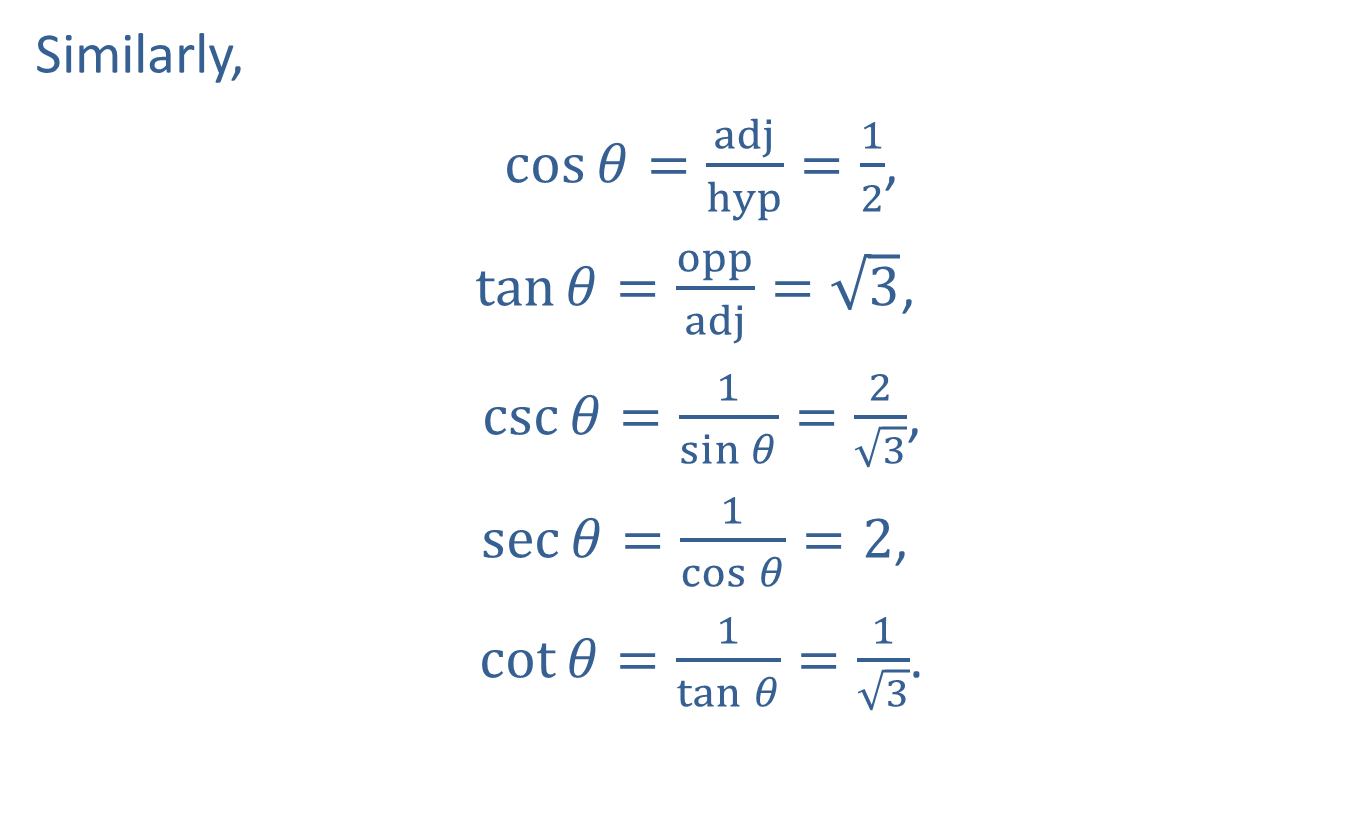 Similarly,
cos θ = adj/hyp = 1/2,
tan θ = opp/adj = √3,
csc θ = 1/sin θ = 2/√3,
sec θ = 1/cos θ = 2,
cot θ = 1/tan θ = 1/√3.